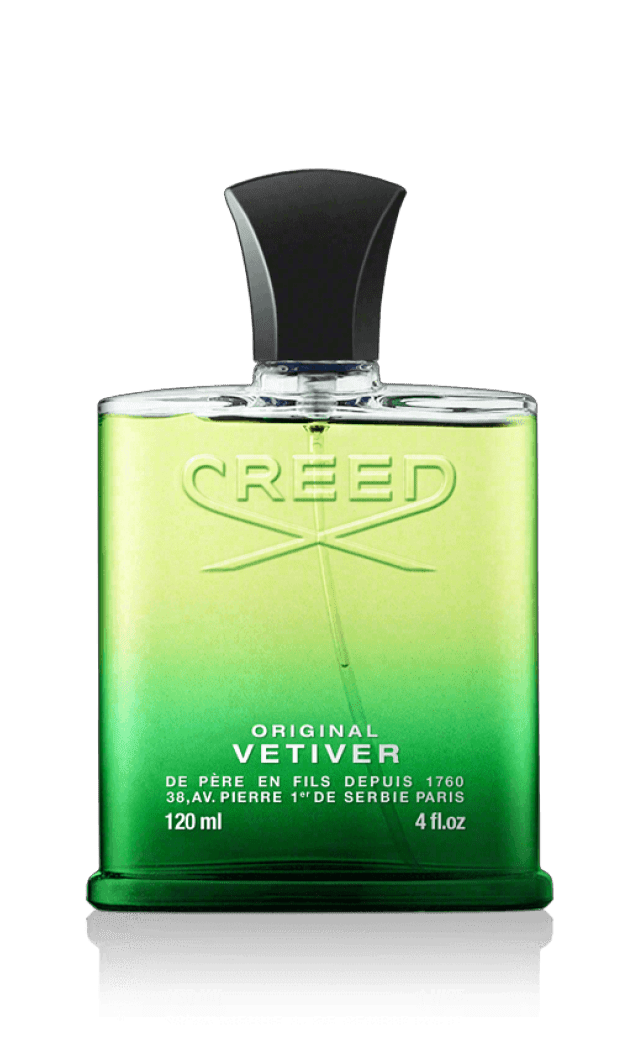 CREED
ORIGINAL
VETIVER
DE PÈRE EN FILS DEPUIS 1760
38,AV. PIERRE 1er DE SERBIE PARIS
120 ml 4 fl.oz